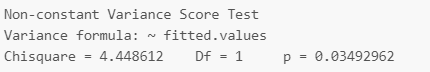 Non-constant Variance Score Test
Variance formula: ~ fitted.values
Chisquare = 4.448612    Df = 1     p = 0.03492962